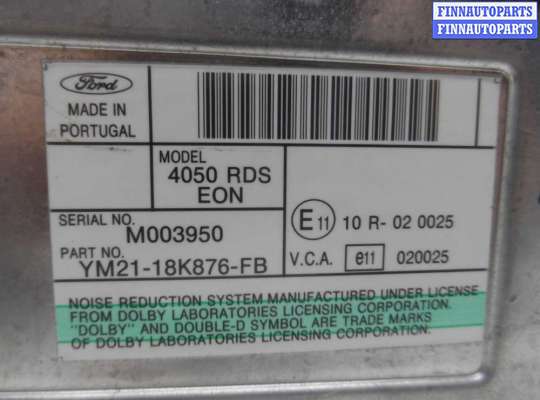 FINNAUTOPARTS
FINNAUTOPARTS
FINNAUTOPARTS
Ford
MADE IN
PORTUGAL
MODEL
4050 RDS
EON
SERIAL NO.
M003950
PART NO.
YM21-18K876-FB
E11 10 R- 02 0025
V.C.A. e11 020025
NOISE REDUCTION SYSTEM MANUFACTURED UNDER LICENSE
FROM DOLBY LABORATORIES LICENSING CORPORATION.
"DOLBY" AND DOUBLE-D SYMBOL ARE TRADE MARKS
OF DOLBY LABORATORIES LICENSING CORPORATION.